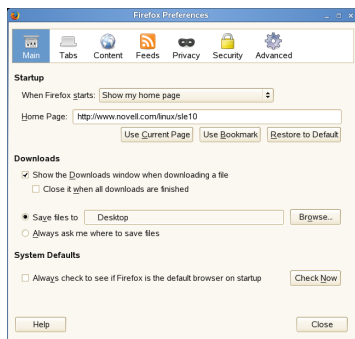 Firefox Preferences
Main Tabs Content Feeds Privacy Security Advanced
Startup
When Firefox starts: Show my home page
Home Page: http://www.novell.com/linux/sle10
Use Current Page Use Bookmark Restore to Default
Downloads
Show the Downloads window when downloading a file
Close it when all downloads are finished
Save files to Desktop Browse...
Always ask me where to save files
System Defaults
Always check to see if Firefox is the default browser on startup Check Now
Help Close